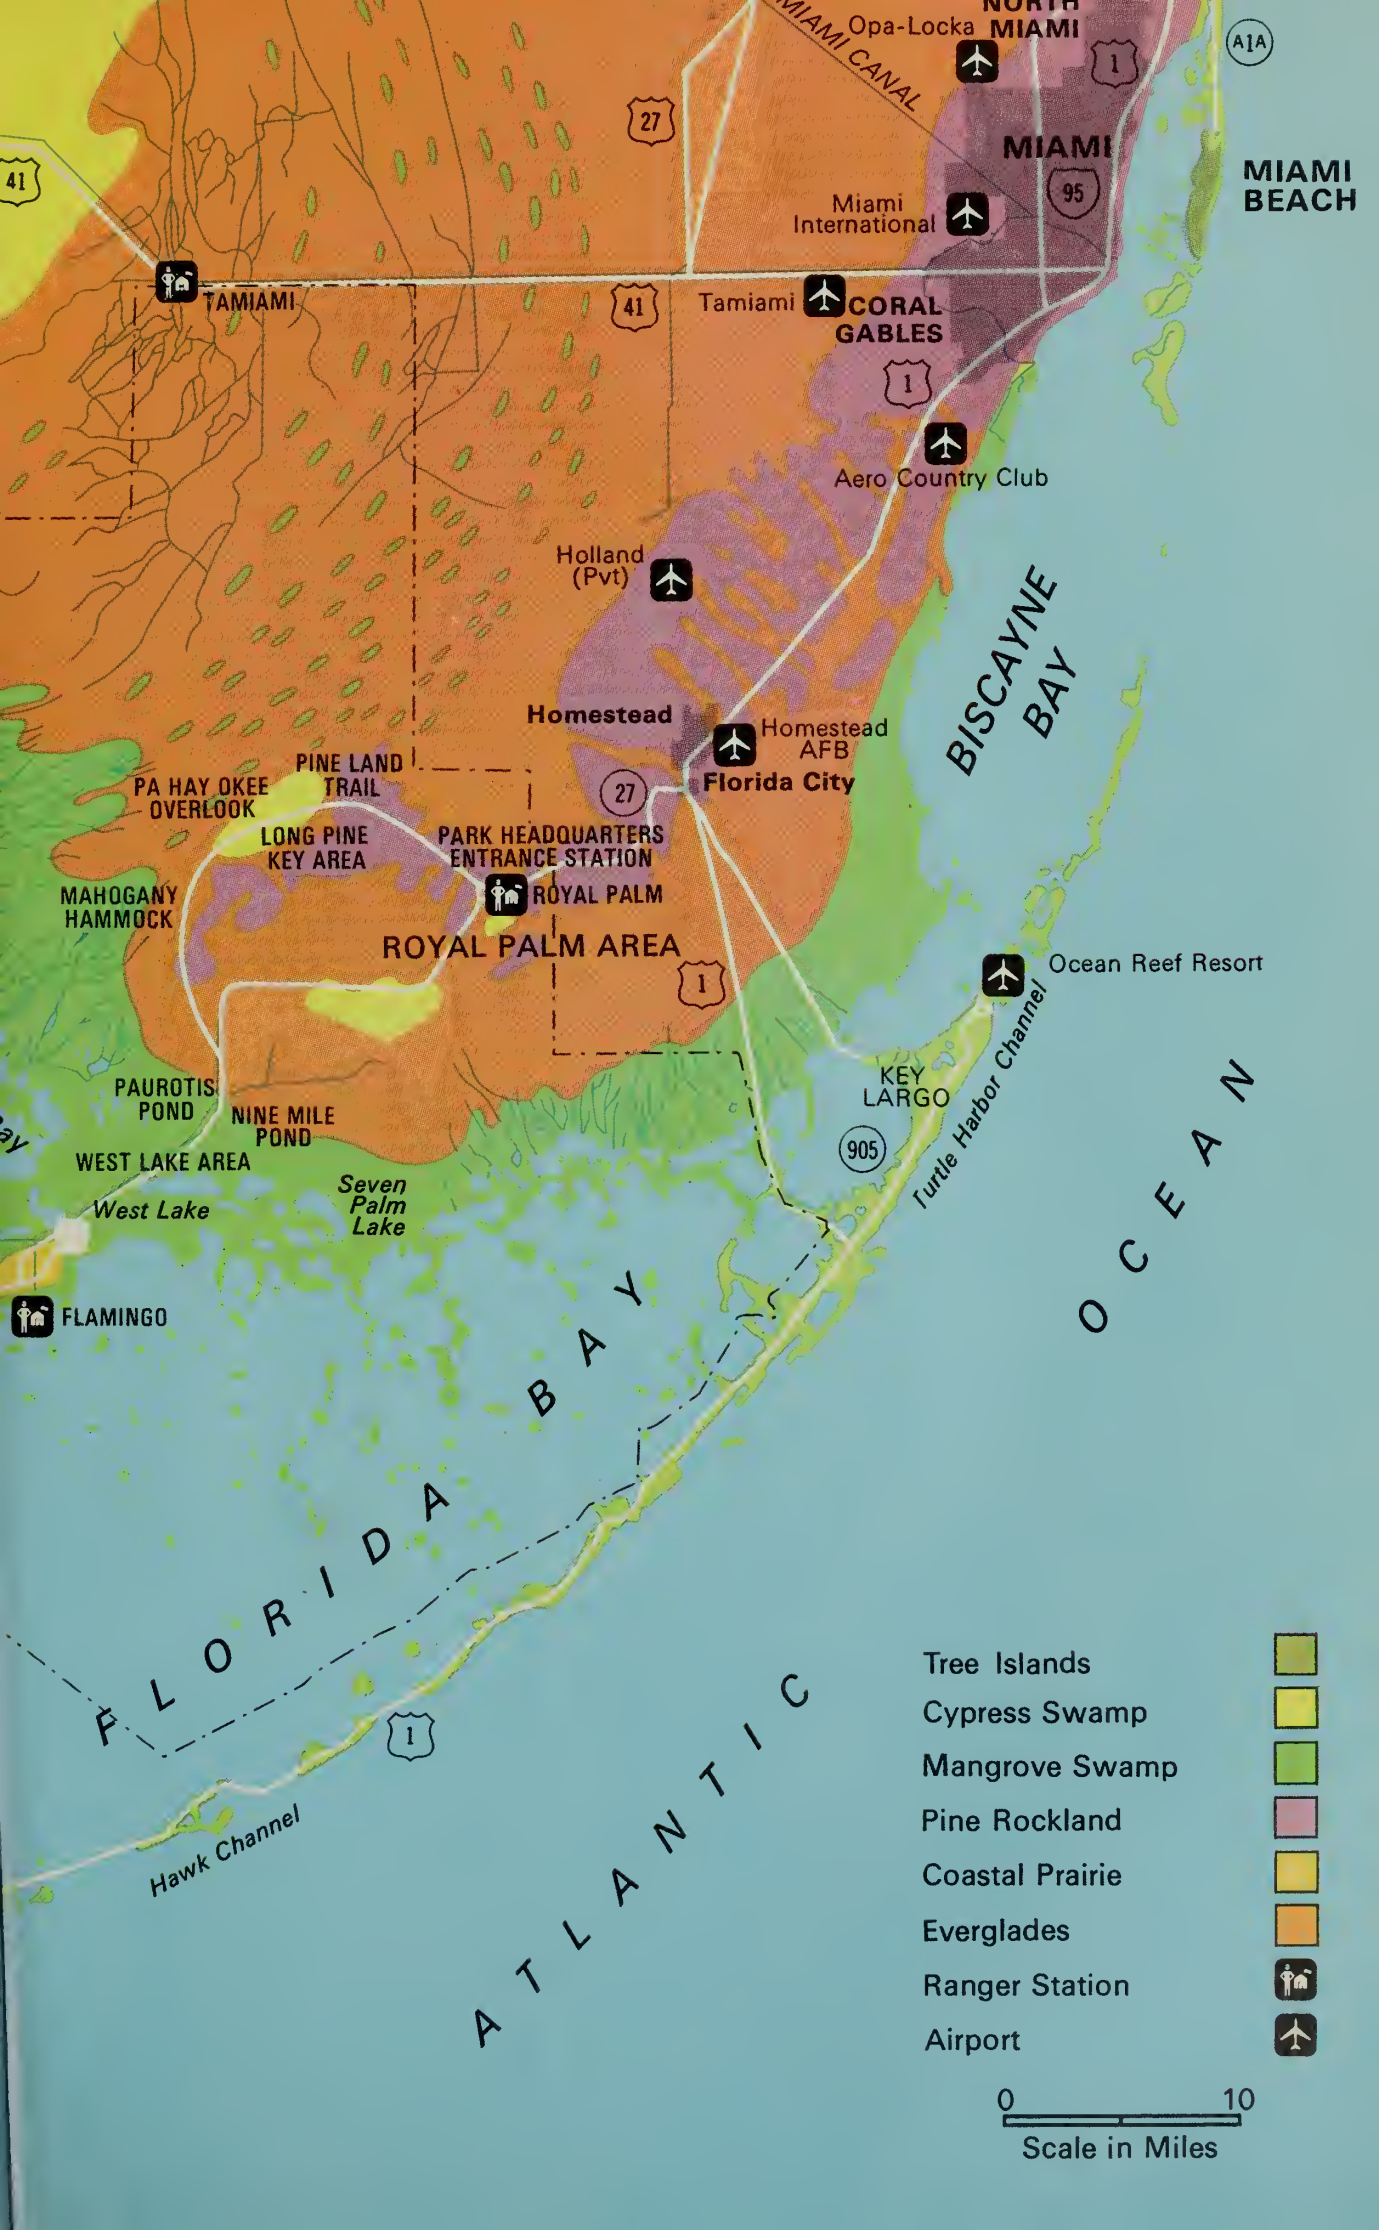 NORTH
MIAMI
Opa-Locka
MIAMI CANAL
A1A
1
27
MIAMI
95
MIAMI
BEACH
41
Miami
International
TAMIAMI
41
Tamiami
CORAL
GABLES
1
Aero Country Club
Holland
(Pvt)
BISCAYNE
BAY
Homestead
Homestead
AFB
Florida City
27
PINE LAND
TRAIL
PA HAY OKEE
OVERLOOK
LONG PINE
KEY AREA
PARK HEADQUARTERS
ENTRANCE STATION
ROYAL PALM
MAHOGANY
HAMMOCK
ROYAL PALM AREA
1
Ocean Reef Resort
Turtle Harbor Channel
KEY
LARGO
905
PAUROTIS
POND
NINE MILE
POND
WEST LAKE AREA
West Lake
Seven
Palm
Lake
FLAMINGO
FLORIDA BAY
1
Hawk Channel
ATLANTIC OCEAN
Tree Islands
Cypress Swamp
Mangrove Swamp
Pine Rockland
Coastal Prairie
Everglades
Ranger Station
Airport
0 10
Scale in Miles